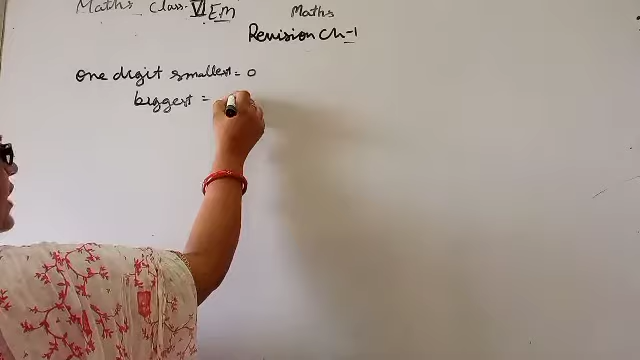 Maths Class - VI EM
Maths
Revision Ch-1
one digit smallest = 0
biggest =